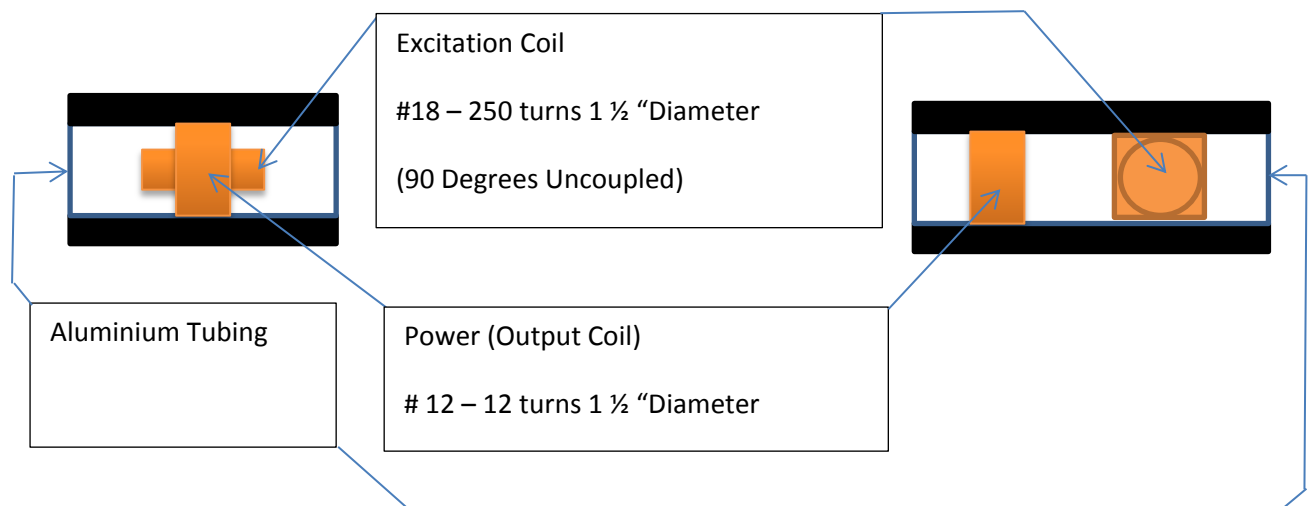 Excitation Coil
#18 – 250 turns 1 ½ “Diameter
(90 Degrees Uncoupled)
Aluminium Tubing
Power (Output Coil)
# 12 – 12 turns 1 ½ “Diameter